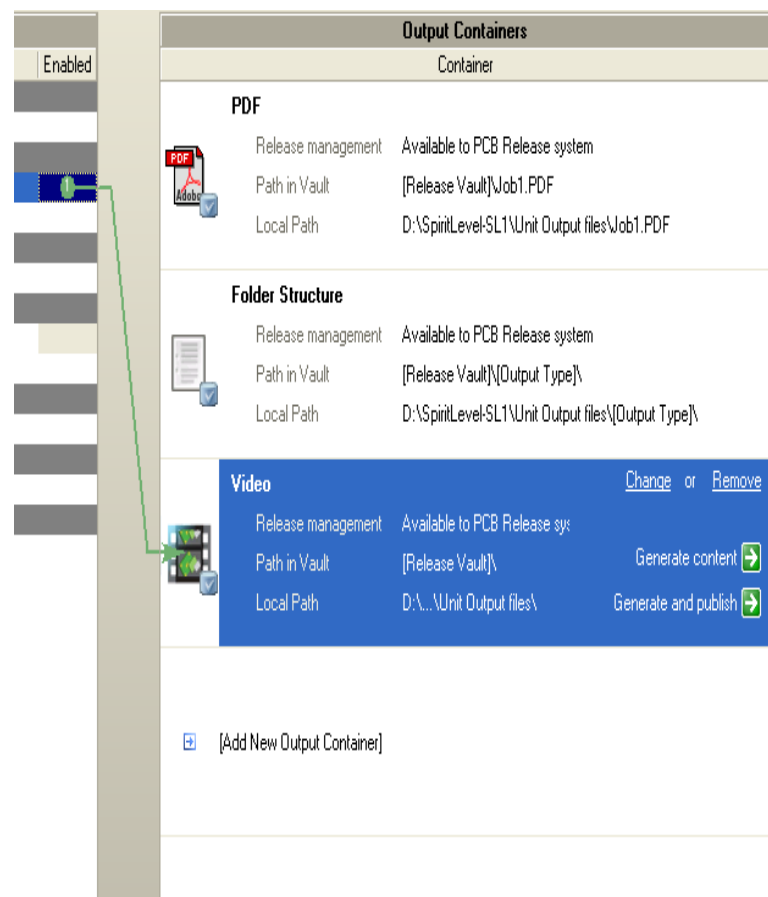 Output Containers
Enabled
Container
PDF
PDF
Adobe
Release management Available to PCB Release system
Path in Vault [Release Vault]\Job1.PDF
Local Path D:\SpiritLevel-SL1\Unit Output files\Job1.PDF
Folder Structure
Release management Available to PCB Release system
Path in Vault [Release Vault]\[Output Type]\
Local Path D:\SpiritLevel-SL1\Unit Output files\[Output Type]\
1
Video Change or Remove
Release management Available to PCB Release sys
Path in Vault [Release Vault]\ Generate content
Local Path D:\...\Unit Output files\ Generate and publish
[Add New Output Container]